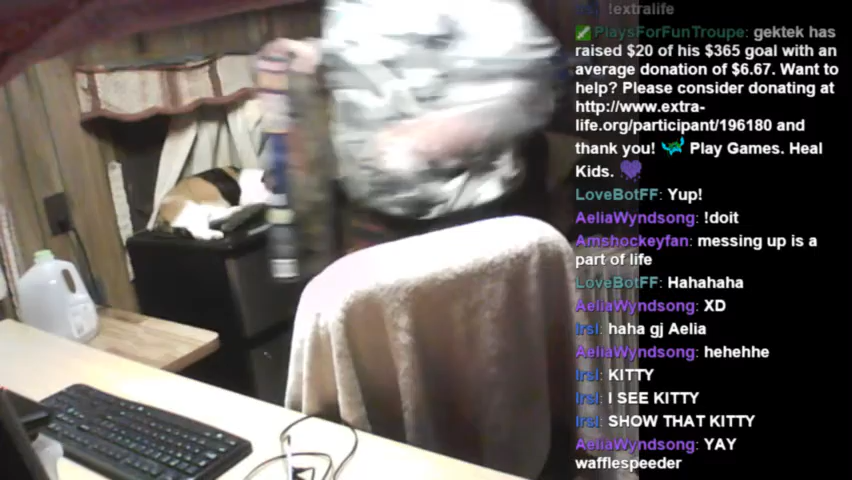 Irsl: !extralife
PlaysForFunTroupe: gektek has
raised $20 of his $365 goal with an
average donation of $6.67. Want to
help? Please consider donating at
http://www.extra-
life.org/participant/196180 and
thank you! Play Games. Heal
Kids.
LoveBotFF: Yup!
AeliaWyndsong: !doit
Amshockeyfan: messing up is a
part of life
LoveBotFF: Hahahaha
AeliaWyndsong: XD
Irsl: haha gj Aelia
AeliaWyndsong: hehehhe
Irsl: KITTY
Irsl: I SEE KITTY
Irsl: SHOW THAT KITTY
AeliaWyndsong: YAY
wafflespeeder